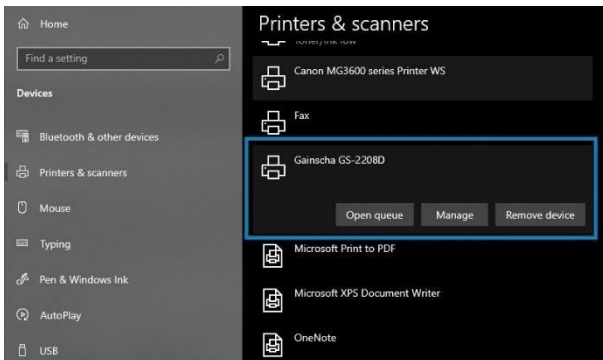 Home
Find a setting
Devices
Bluetooth & other devices
Printers & scanners
Mouse
Typing
Pen & Windows Ink
AutoPlay
USB
Printers & scanners
Canon MG3600 series Printer WS
Fax
Gainscha GS-2208D
Open queue Manage Remove device
Microsoft Print to PDF
Microsoft XPS Document Writer
OneNote